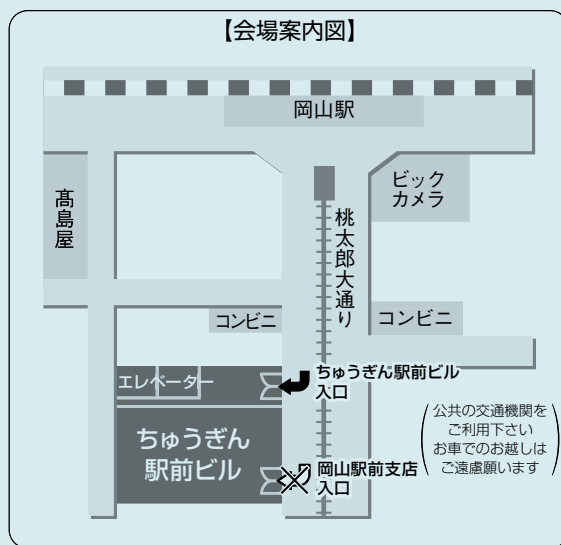 【会場案内図】
岡山駅
髙島屋
ビック
カメラ
桃太郎大通り
コンビニ
コンビニ
エレベーター
ちゅうぎん駅前ビル
入口
ちゅうぎん
駅前ビル
岡山駅前支店
入口
公共の交通機関を
ご利用下さい
お車でのお越しは
ご遠慮願います